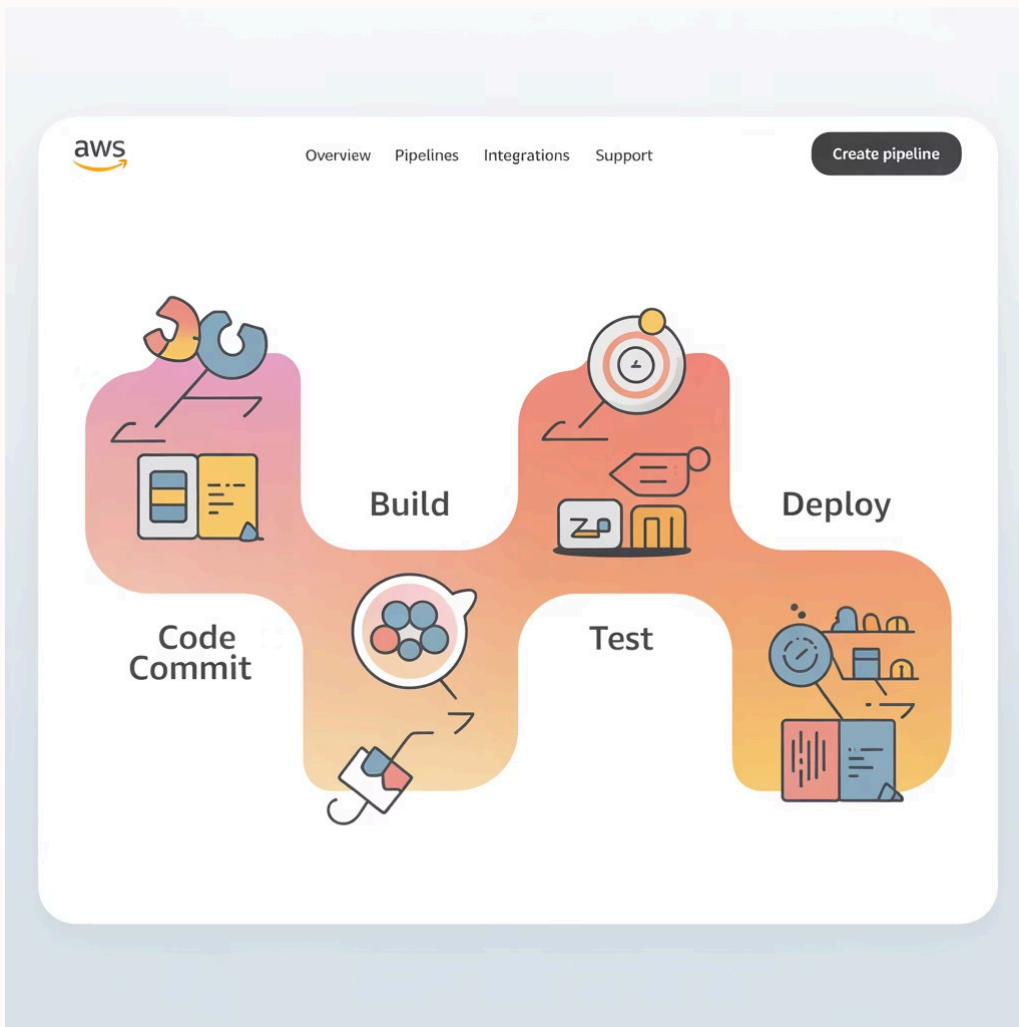 aws
Overview Pipelines Integrations Support
Create pipeline
Build
Deploy
Code
Commit
Test